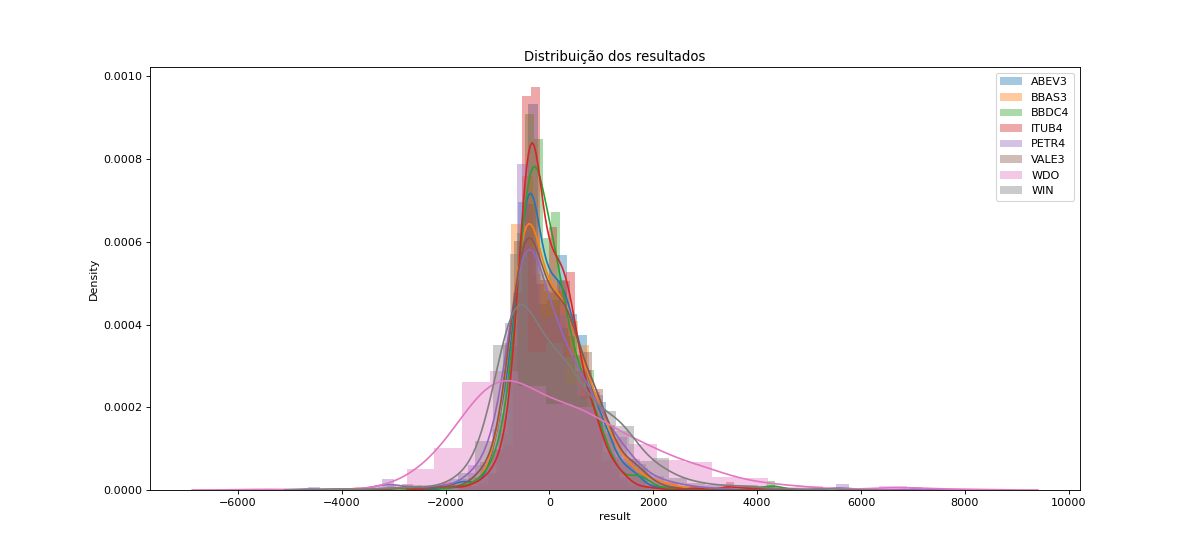 Distribuição dos resultados
0.0010
0.0008
0.0006
0.0004
0.0002
0.0000
Density
−6000
−4000
−2000
0
2000
4000
6000
8000
10000
result
ABEV3
BBAS3
BBDC4
ITUB4
PETR4
VALE3
WDO
WIN